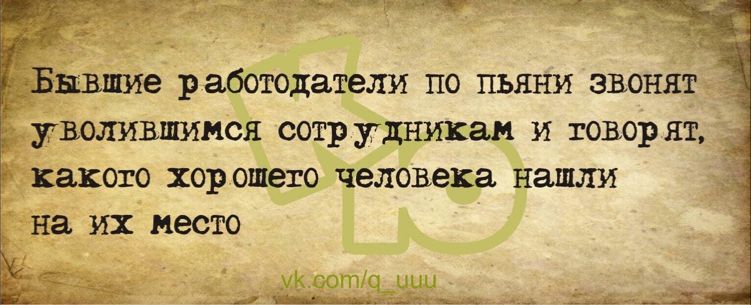 Бывшие работодатели по пьяни звонят
уволившимся сотрудникам и говорят,
какого хорошего человека нашли
на их место
vk.com/q_uuu